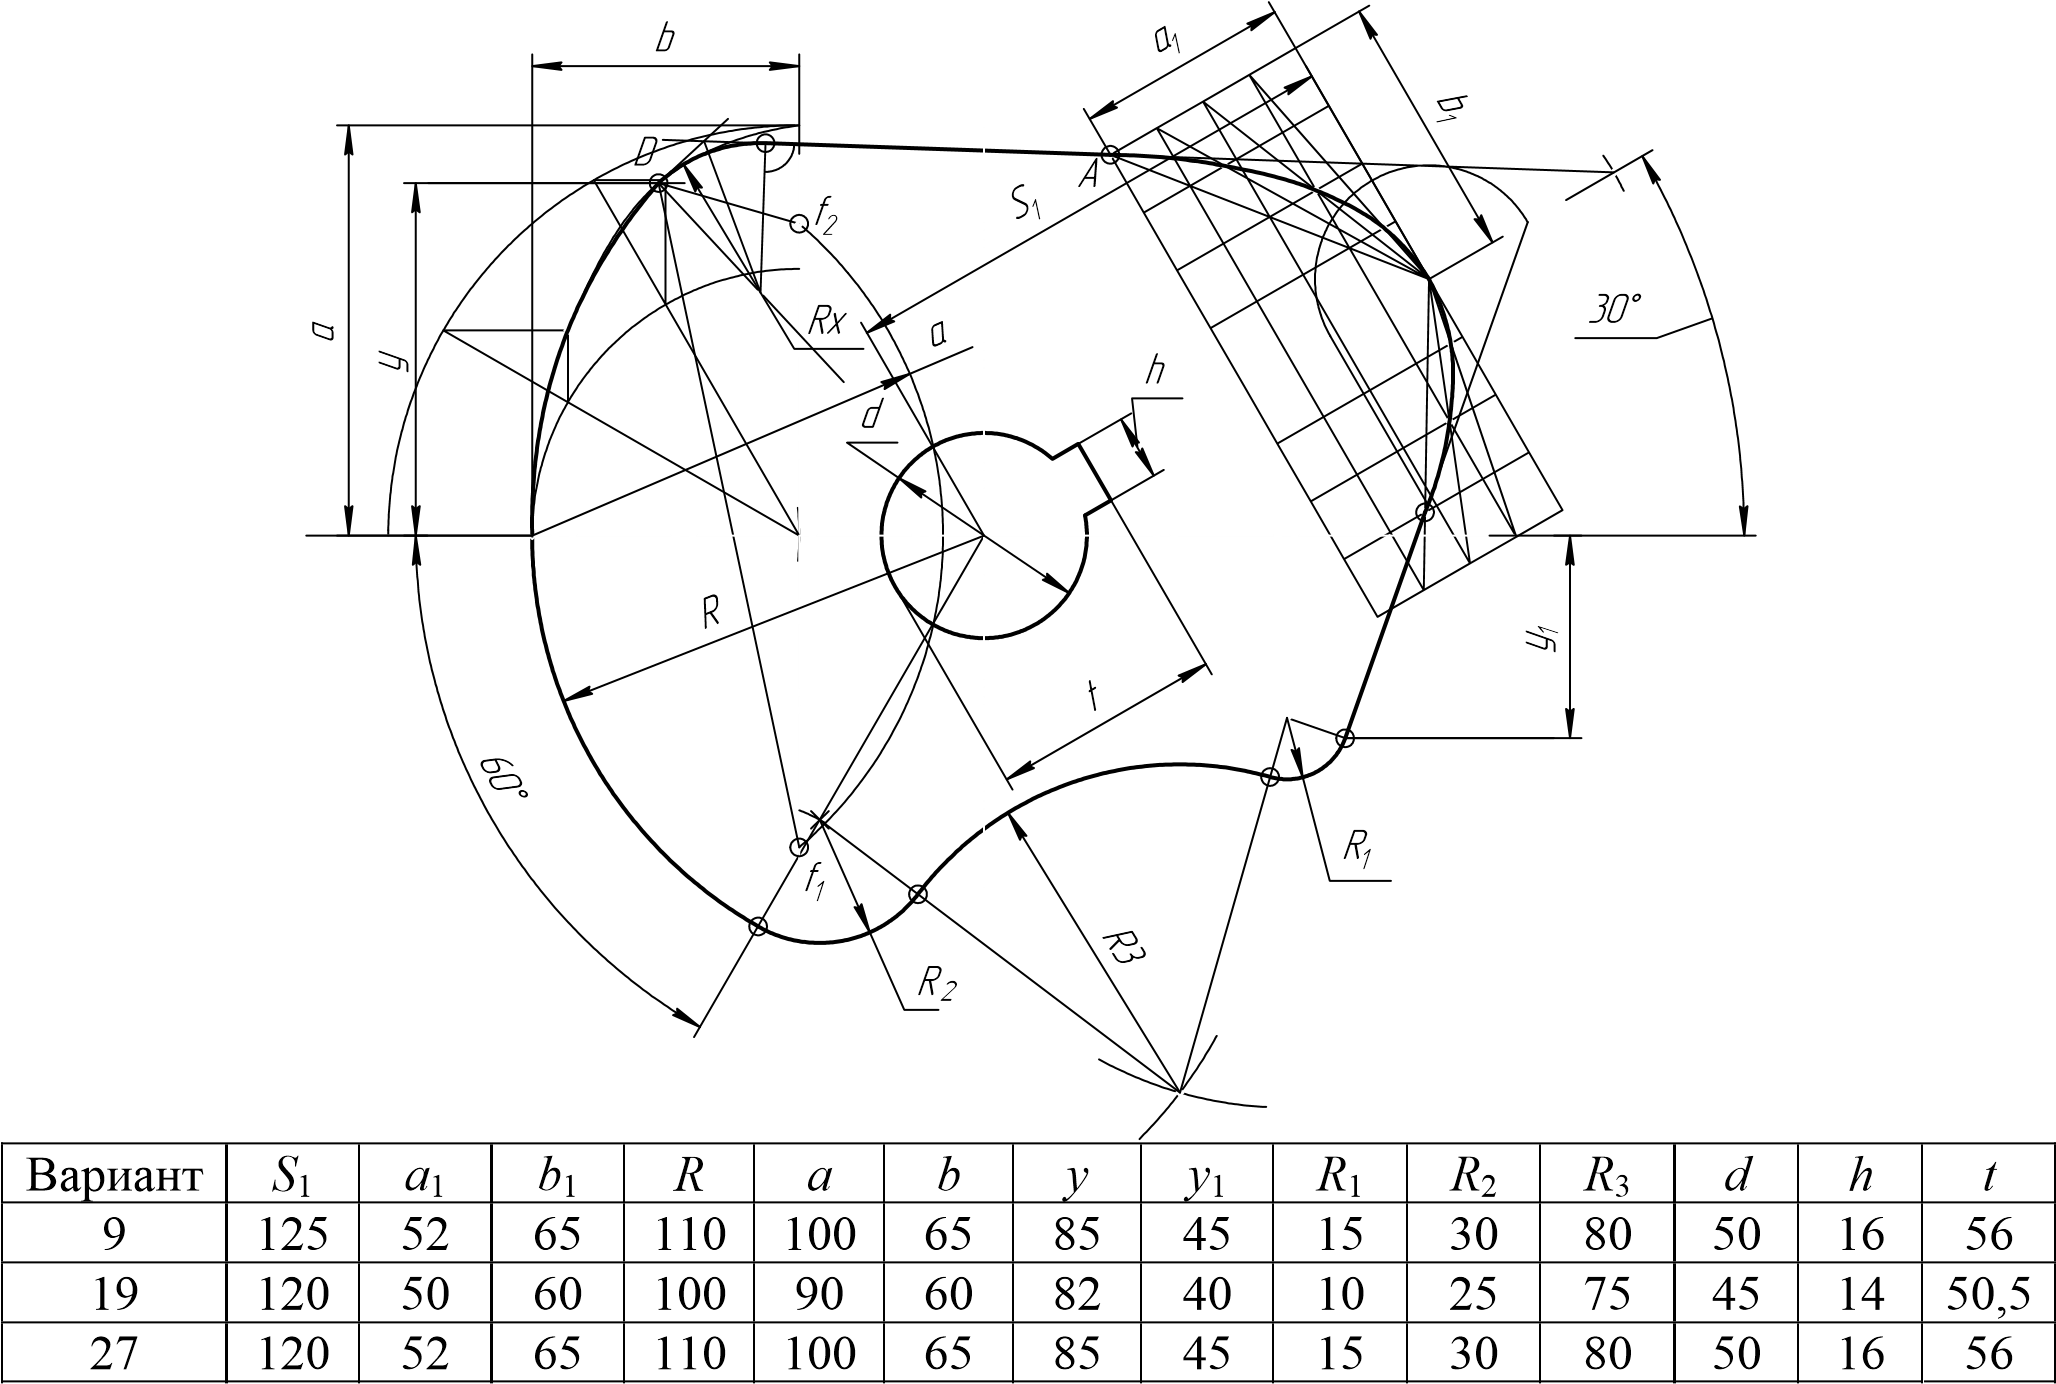 b
a₁
b₁
D
A
f₂
S₁
a
y
Rx
a
30°
h
d
R
y₁
t
60°
R₁
f₁
R₂
R3
Вариант S₁ a₁ b₁ R a b y y₁ R₁ R₂ R₃ d h t
9 125 52 65 110 100 65 85 45 15 30 80 50 16 56
19 120 50 60 100 90 60 82 40 10 25 75 45 14 50,5
27 120 52 65 110 100 65 85 45 15 30 80 50 16 56